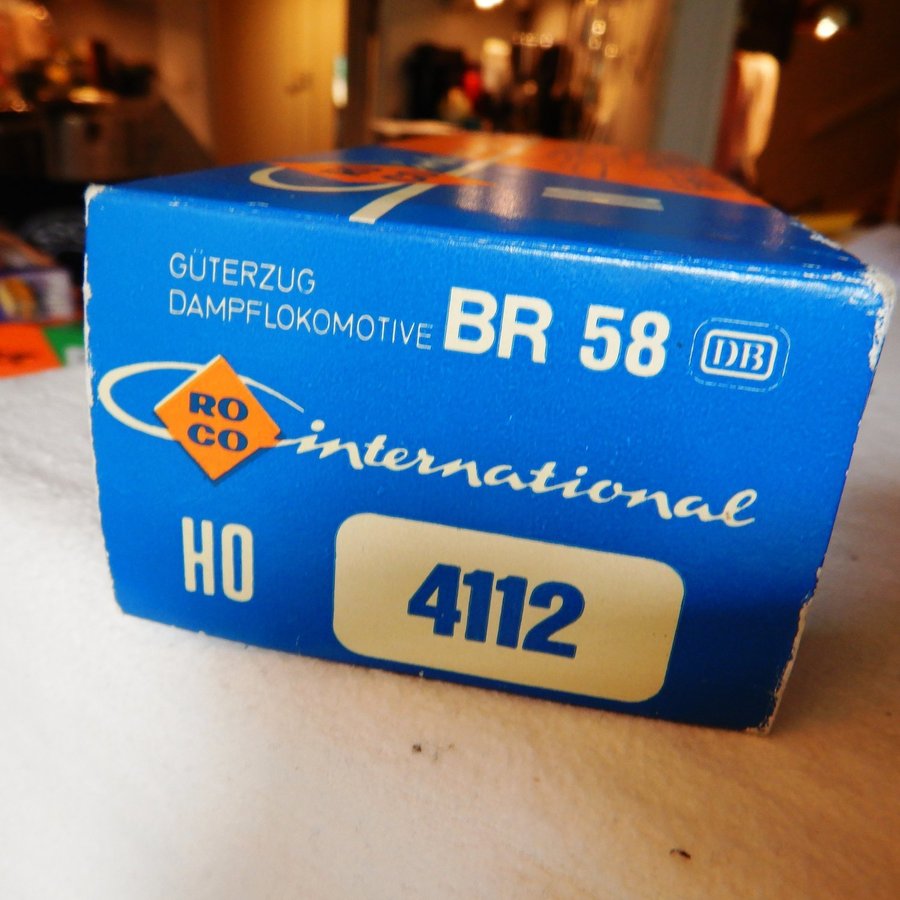 GÜTERZUG
DAMPFLOKOMOTIVE BR 58 DB
RO
CO
international
HO 4112